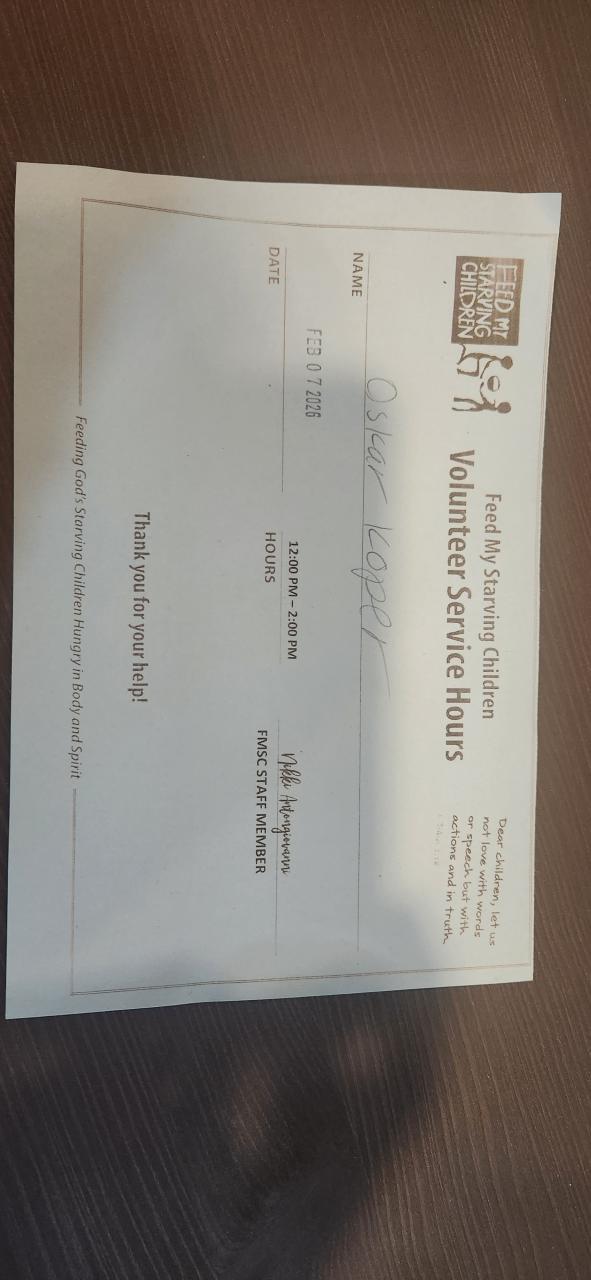 FEED MY
STARVING
CHILDREN
Feed My Starving Children
Volunteer Service Hours
Dear children, let us
not love with words
or speech but with
actions and in truth.
Oskar Koper
NAME
FEB 07 2026
12:00 PM – 2:00 PM
Nikki Antongiovanni
DATE
HOURS
FMSC STAFF MEMBER
Thank you for your help!
Feeding God's Starving Children Hungry in Body and Spirit